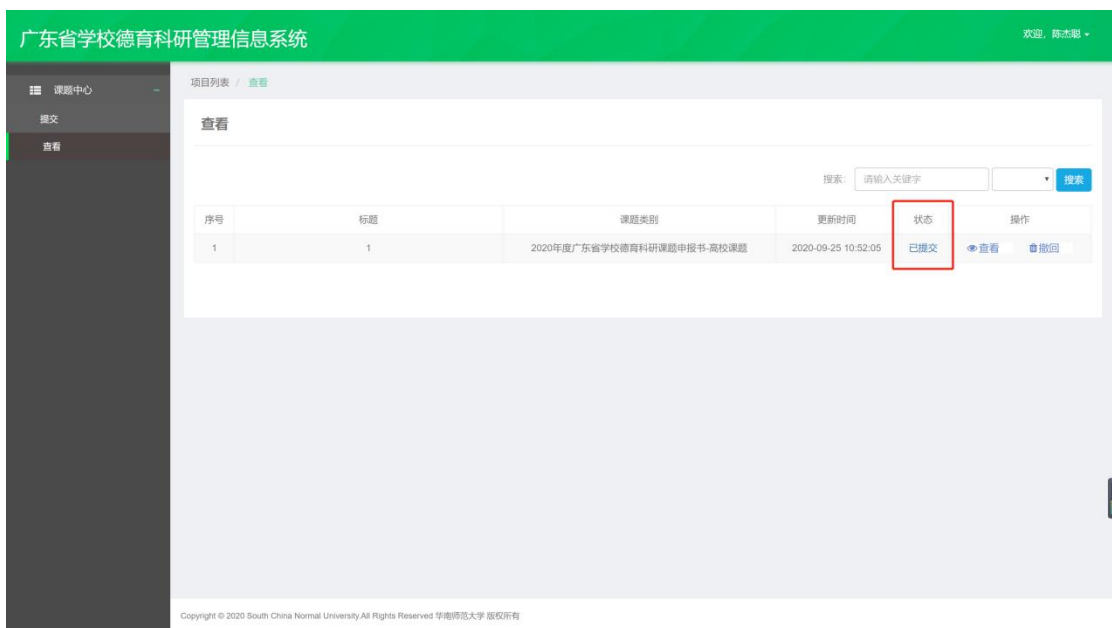 广东省学校德育科研管理信息系统
欢迎, 陈杰聪
课题中心
提交
查看
项目列表 / 查看
查看
搜索: 请输入关键字 搜索
序号 标题 课题类别 更新时间 状态 操作
1 1 2020年度广东省学校德育科研课题申报书-高校课题 2020-09-25 10:52:05 已提交 查看 撤回
Copyright © 2020 South China Normal University.All Rights Reserved 华南师范大学 版权所有